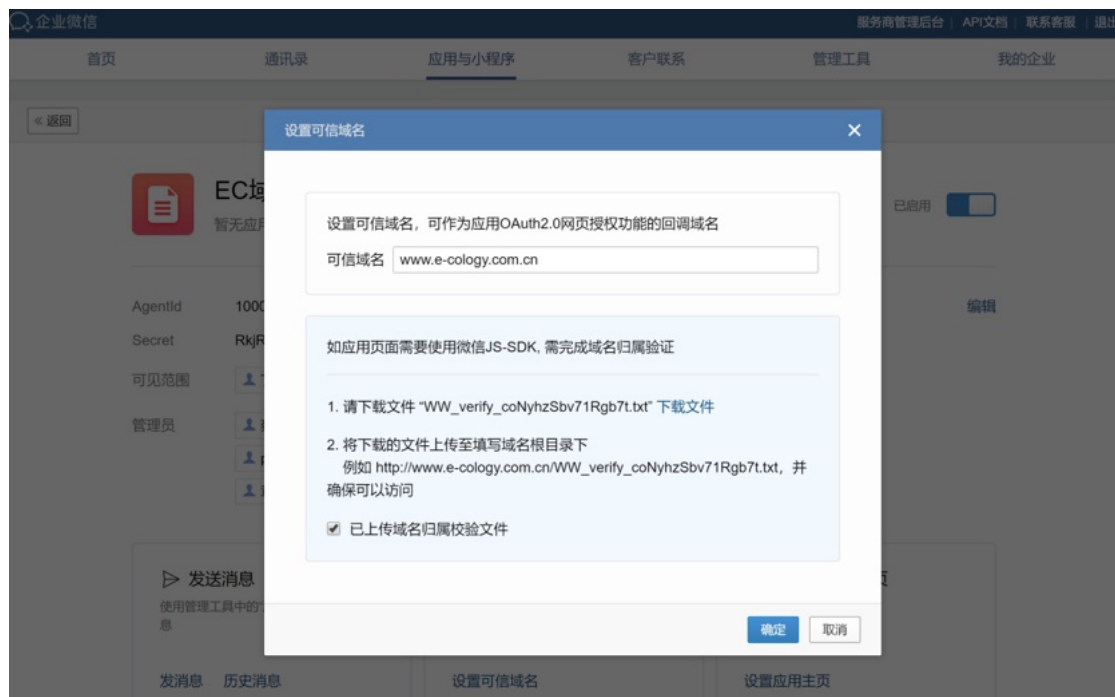 企业微信
服务商管理后台 | API文档 | 联系客服 | 退出
首页 通讯录 应用与小程序 客户联系 管理工具 我的企业
« 返回
设置可信域名
EC域
暂无应用
已启用
设置可信域名，可作为应用OAuth2.0网页授权功能的回调域名
可信域名 www.e-cology.com.cn
AgentId 1000
编辑
Secret RkjR
如应用页面需要使用微信JS-SDK, 需完成域名归属验证
可见范围
1. 请下载文件 “WW_verify_coNyhzSbv71Rgb7t.txt” 下载文件
管理员
2. 将下载的文件上传至填写域名根目录下
例如 http://www.e-cology.com.cn/WW_verify_coNyhzSbv71Rgb7t.txt，并
确保可以访问
已上传域名归属校验文件
发送消息
使用管理工具中的“
息
确定 取消
发消息 历史消息 设置可信域名 设置应用主页